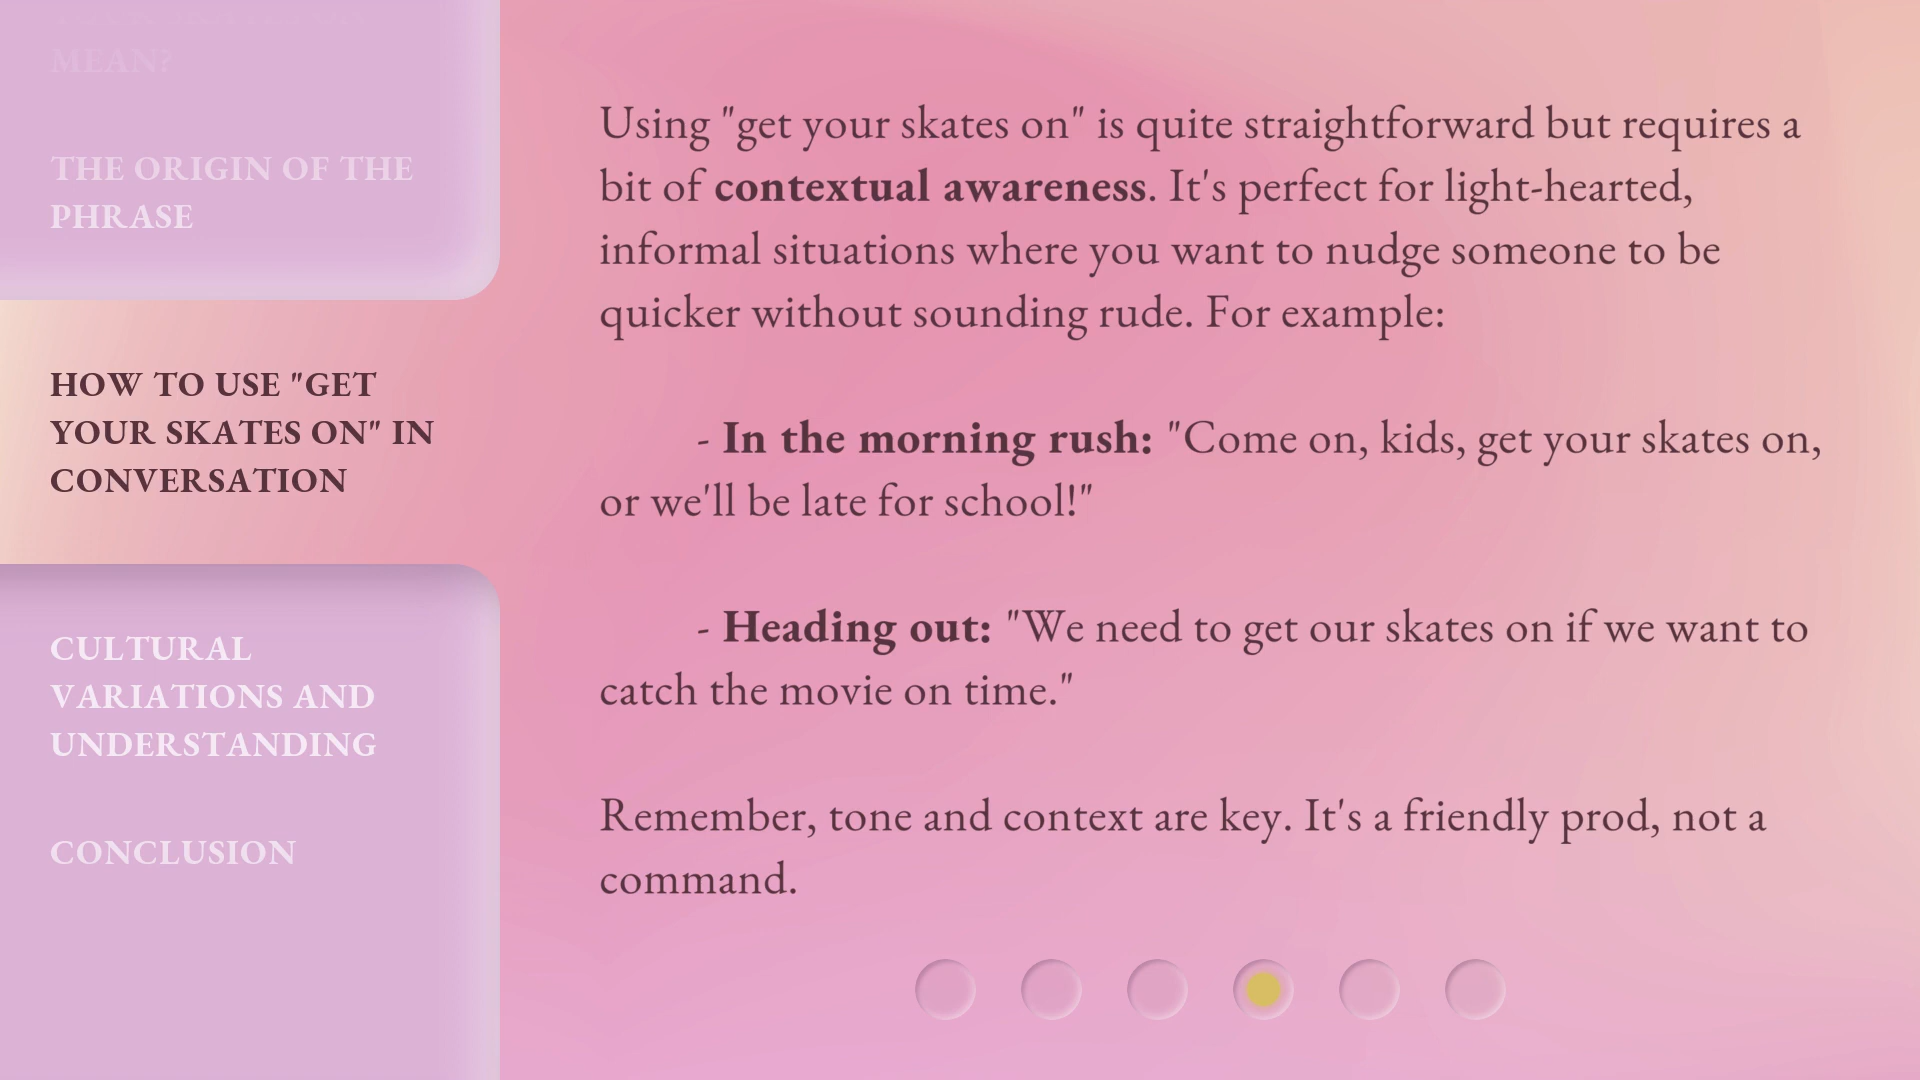 MEAN?
THE ORIGIN OF THE
PHRASE
HOW TO USE "GET
YOUR SKATES ON" IN
CONVERSATION
CULTURAL
VARIATIONS AND
UNDERSTANDING
CONCLUSION
Using "get your skates on" is quite straightforward but requires a
bit of contextual awareness. It's perfect for light-hearted,
informal situations where you want to nudge someone to be
quicker without sounding rude. For example:
- In the morning rush: "Come on, kids, get your skates on,
or we'll be late for school!"
- Heading out: "We need to get our skates on if we want to
catch the movie on time."
Remember, tone and context are key. It's a friendly prod, not a
command.